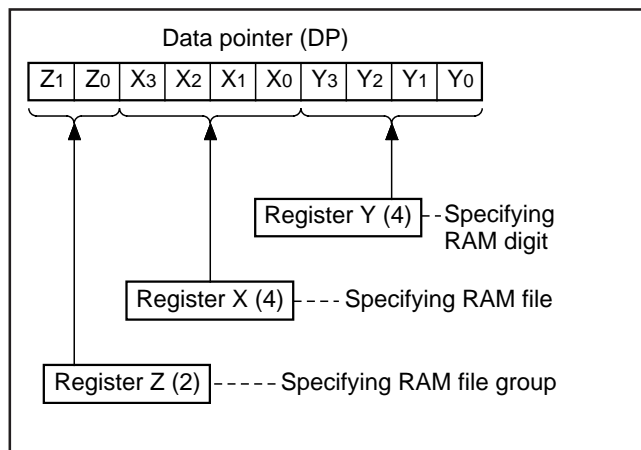 Data pointer (DP)
Z1 Z0 X3 X2 X1 X0 Y3 Y2 Y1 Y0
Register Y (4) Specifying
RAM digit
Register X (4) Specifying RAM file
Register Z (2) Specifying RAM file group